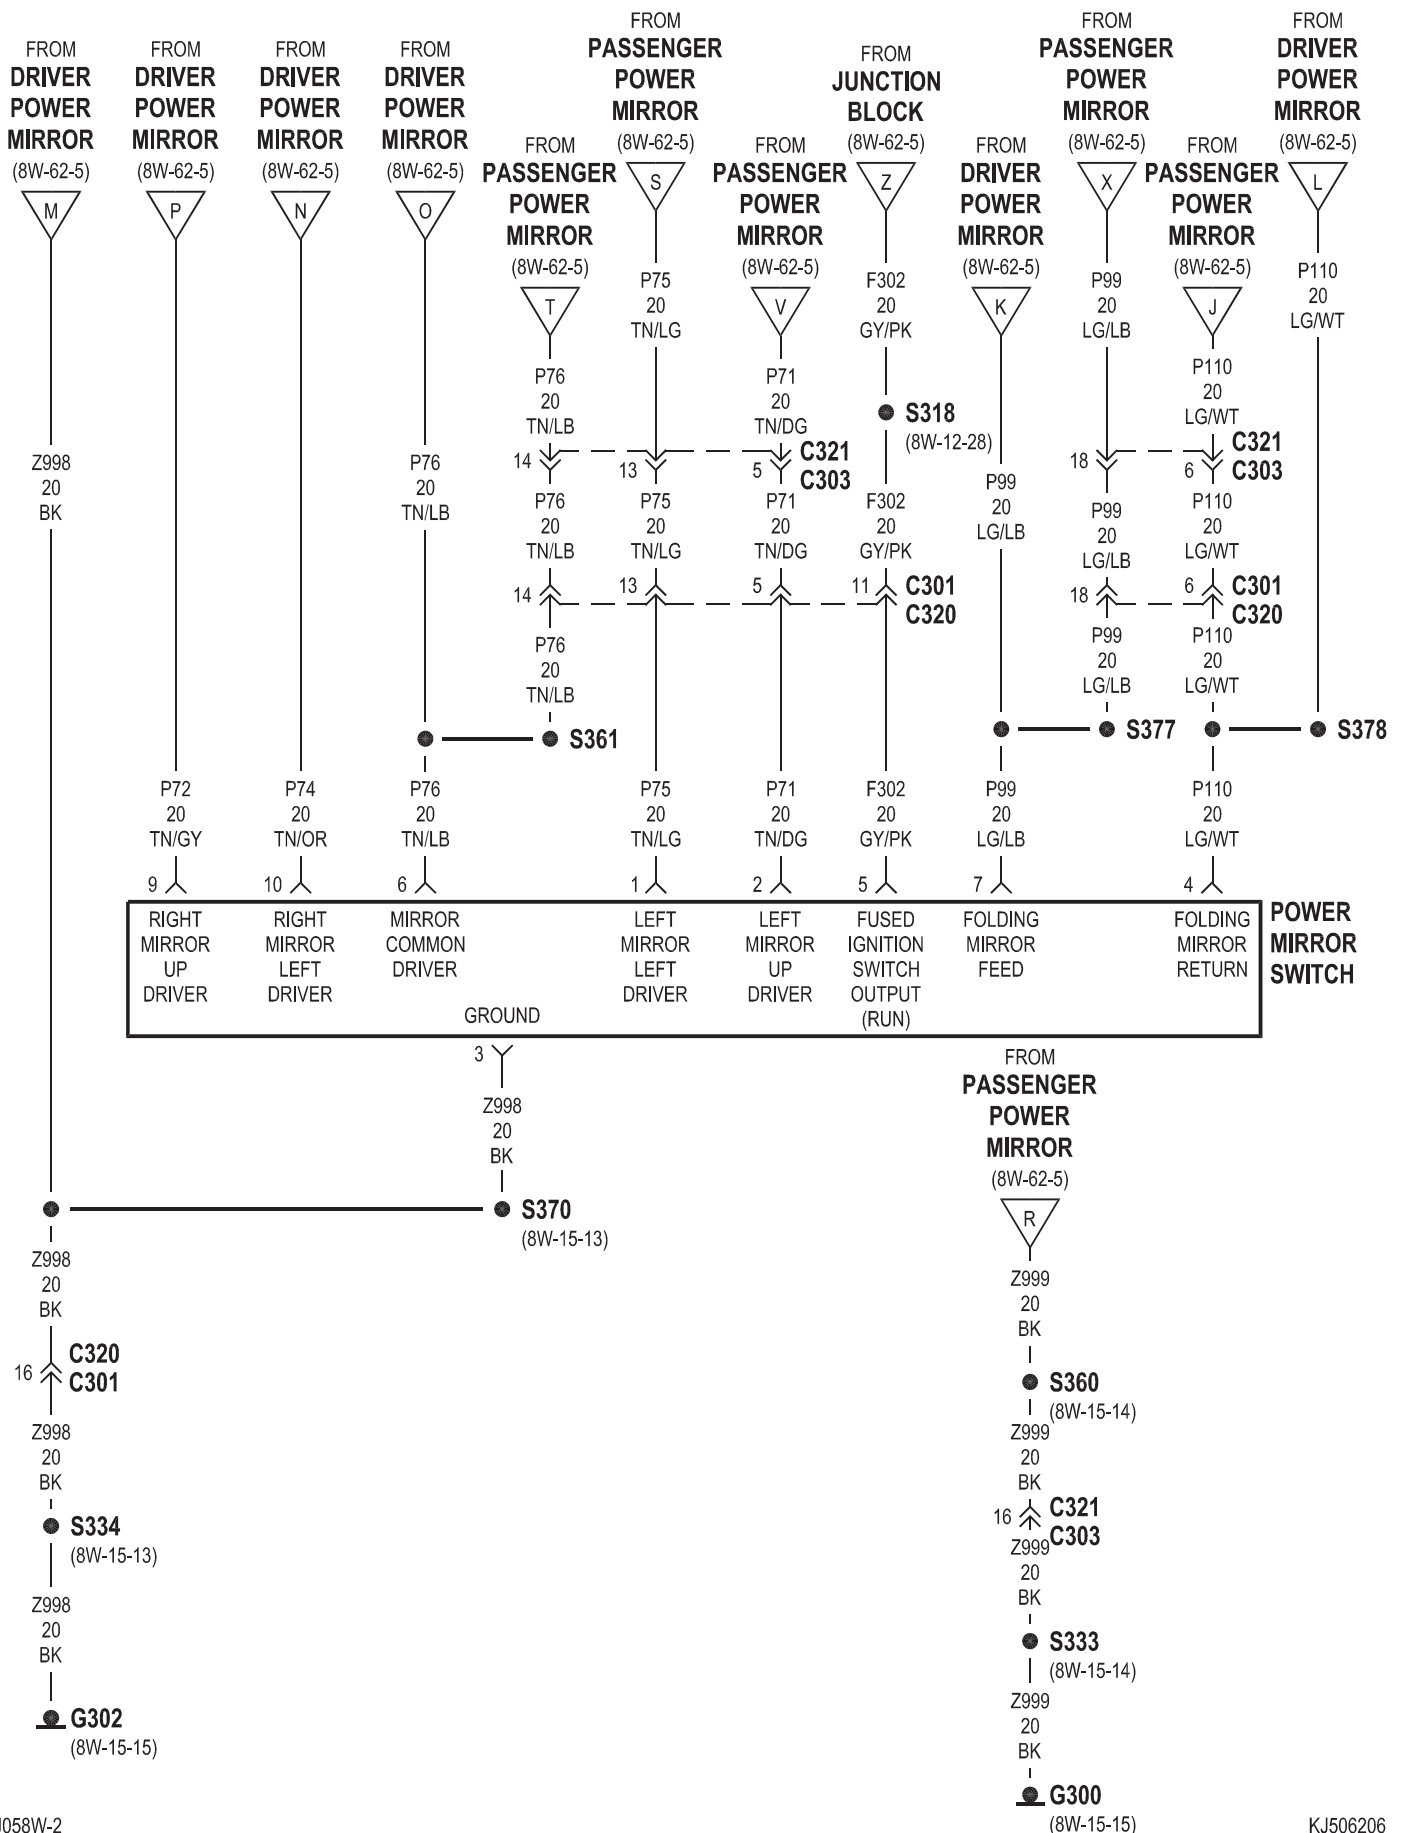 FROM
DRIVER
POWER
MIRROR
(8W-62-5)
M
FROM
DRIVER
POWER
MIRROR
(8W-62-5)
P
FROM
DRIVER
POWER
MIRROR
(8W-62-5)
N
FROM
DRIVER
POWER
MIRROR
(8W-62-5)
O
FROM
PASSENGER
POWER
MIRROR
(8W-62-5)
T
FROM
PASSENGER
POWER
MIRROR
(8W-62-5)
S
FROM
PASSENGER
POWER
MIRROR
(8W-62-5)
V
FROM
JUNCTION
BLOCK
(8W-62-5)
Z
FROM
DRIVER
POWER
MIRROR
(8W-62-5)
K
FROM
PASSENGER
POWER
MIRROR
(8W-62-5)
X
FROM
PASSENGER
POWER
MIRROR
(8W-62-5)
J
FROM
DRIVER
POWER
MIRROR
(8W-62-5)
L
P75
20
TN/LG
F302
20
GY/PK
P99
20
LG/LB
P110
20
LG/WT
P76
20
TN/LB
P71
20
TN/DG
P110
20
LG/WT
S318
(8W-12-28)
Z998
20
BK
P76
20
TN/LB
14
13
5
C321
C303
P99
20
LG/LB
18
6
C321
C303
P76
20
TN/LB
P75
20
TN/LG
P71
20
TN/DG
F302
20
GY/PK
P99
20
LG/LB
P110
20
LG/WT
14
13
5
11
C301
C320
18
6
C301
C320
P76
20
TN/LB
P99
20
LG/LB
P110
20
LG/WT
S361
S377
S378
P72
20
TN/GY
P74
20
TN/OR
P76
20
TN/LB
P75
20
TN/LG
P71
20
TN/DG
F302
20
GY/PK
P99
20
LG/LB
P110
20
LG/WT
9
10
6
1
2
5
7
4
RIGHT
MIRROR
UP
DRIVER
RIGHT
MIRROR
LEFT
DRIVER
MIRROR
COMMON
DRIVER
LEFT
MIRROR
LEFT
DRIVER
LEFT
MIRROR
UP
DRIVER
FUSED
IGNITION
SWITCH
OUTPUT
(RUN)
FOLDING
MIRROR
FEED
FOLDING
MIRROR
RETURN
POWER
MIRROR
SWITCH
GROUND
3
Z998
20
BK
S370
(8W-15-13)
Z998
20
BK
16
C320
C301
Z998
20
BK
S334
(8W-15-13)
Z998
20
BK
G302
(8W-15-15)
FROM
PASSENGER
POWER
MIRROR
(8W-62-5)
R
Z999
20
BK
S360
(8W-15-14)
Z999
20
BK
16
C321
C303
Z999
20
BK
S333
(8W-15-14)
Z999
20
BK
G300
(8W-15-15)
J058W-2
KJ506206